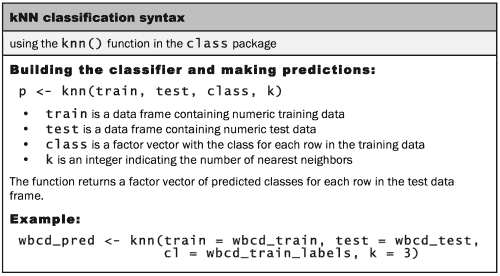 kNN classification syntax
using the knn() function in the class package
Building the classifier and making predictions:
p <- knn(train, test, class, k)
• train is a data frame containing numeric training data
• test is a data frame containing numeric test data
• class is a factor vector with the class for each row in the training data
• k is an integer indicating the number of nearest neighbors
The function returns a factor vector of predicted classes for each row in the test data
frame.
Example:
wbcd_pred <- knn(train = wbcd_train, test = wbcd_test,
cl = wbcd_train_labels, k = 3)